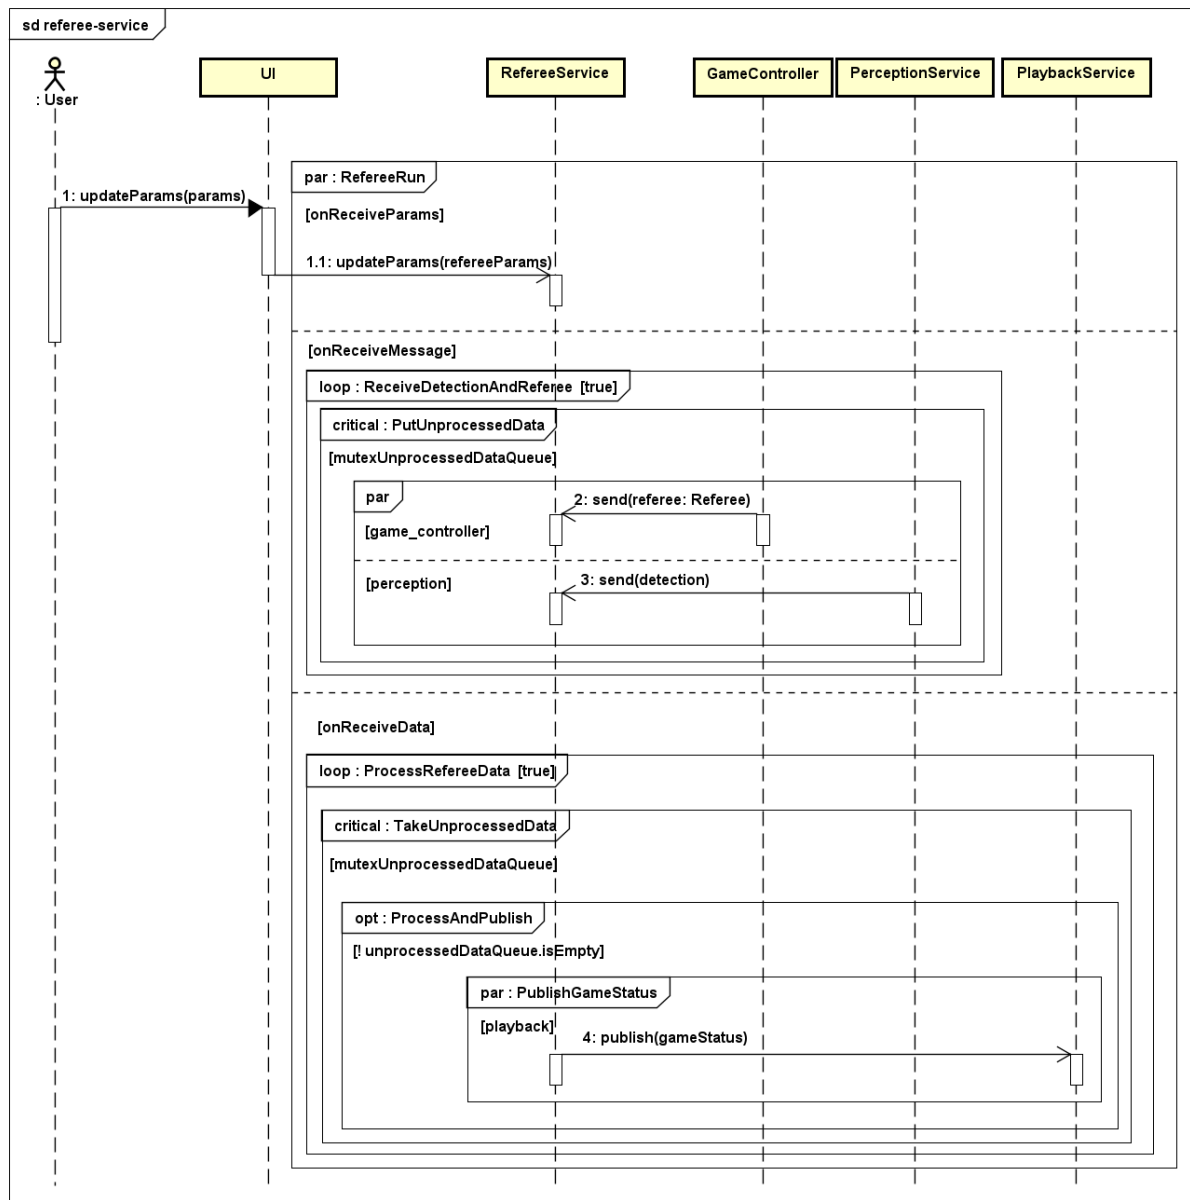 sd referee-service
: User
UI
RefereeService
GameController
PerceptionService
PlaybackService
par : RefereeRun
1: updateParams(params)
[onReceiveParams]
1.1: updateParams(refereeParams)
[onReceiveMessage]
loop : ReceiveDetectionAndReferee [true]
critical : PutUnprocessedData
[mutexUnprocessedDataQueue]
par
2: send(referee: Referee)
[game_controller]
3: send(detection)
[perception]
[onReceiveData]
loop : ProcessRefereeData [true]
critical : TakeUnprocessedData
[mutexUnprocessedDataQueue]
opt : ProcessAndPublish
[! unprocessedDataQueue.isEmpty]
par : PublishGameStatus
[playback]
4: publish(gameStatus)